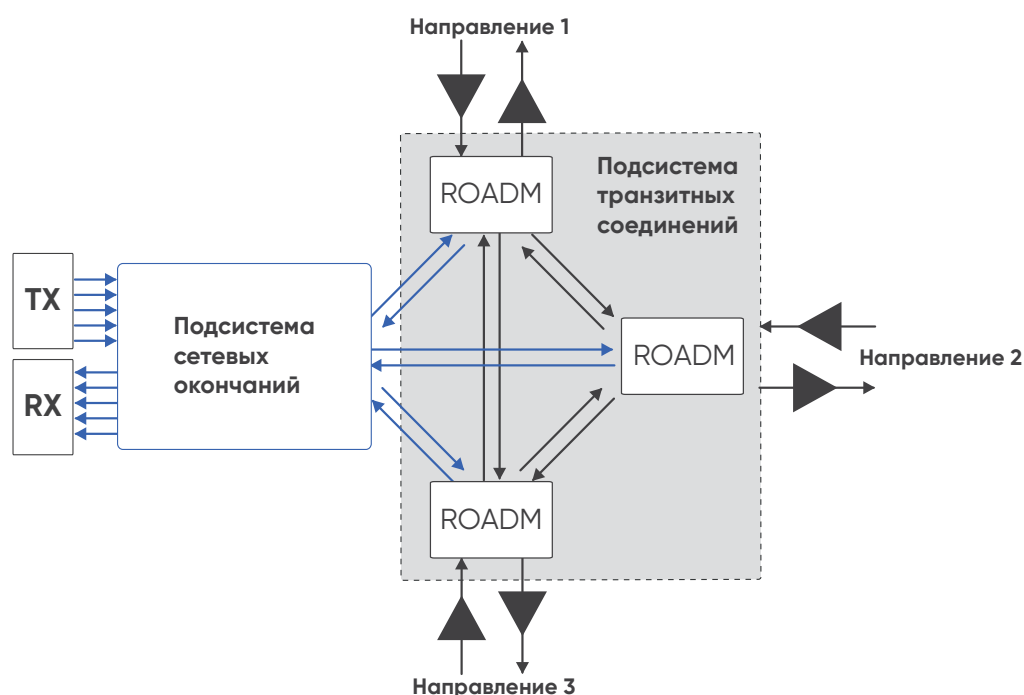 Направление 1
Подсистема
транзитных
соединений
ROADM
TX
Подсистема
сетевых
окончаний
RX
ROADM
Направление 2
ROADM
Направление 3